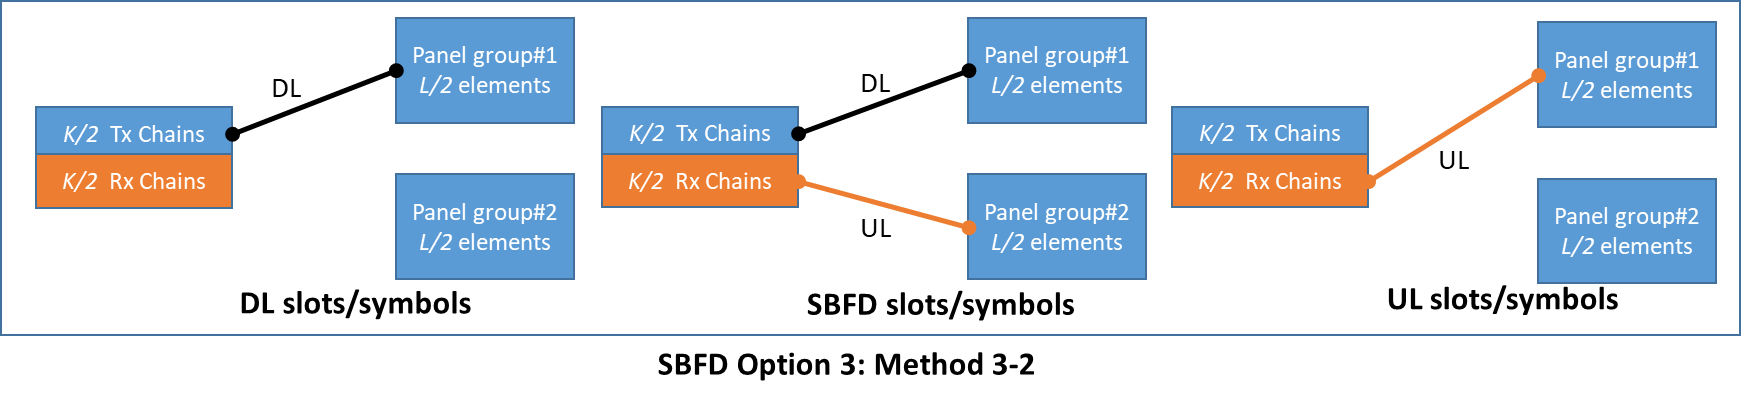 DL
K/2 Tx Chains
K/2 Rx Chains
Panel group#1
L/2 elements
Panel group#2
L/2 elements
DL slots/symbols
DL
K/2 Tx Chains
K/2 Rx Chains
UL
Panel group#1
L/2 elements
Panel group#2
L/2 elements
SBFD slots/symbols
K/2 Tx Chains
K/2 Rx Chains
UL
Panel group#1
L/2 elements
Panel group#2
L/2 elements
UL slots/symbols
SBFD Option 3: Method 3-2